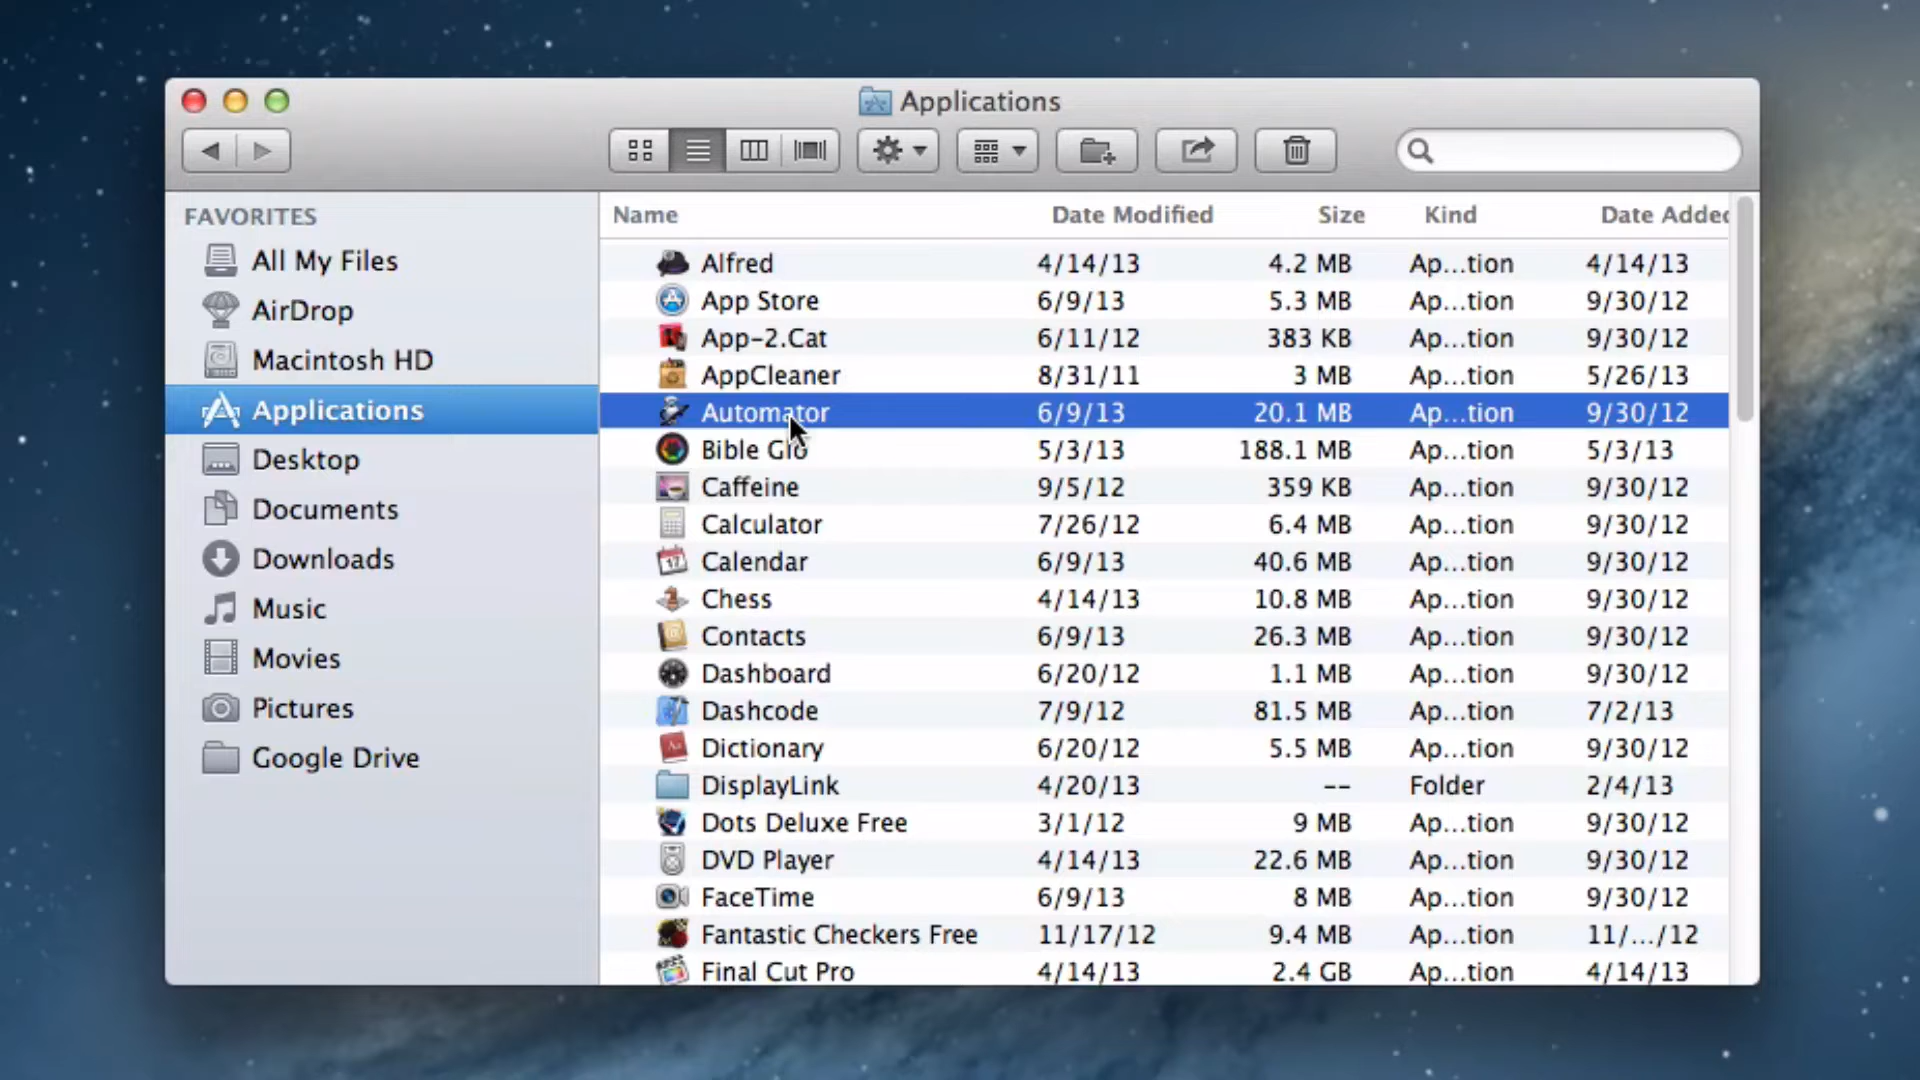 Applications
FAVORITES
All My Files
AirDrop
Macintosh HD
Applications
Desktop
Documents
Downloads
Music
Movies
Pictures
Google Drive
Name Date Modified Size Kind Date Added
Alfred 4/14/13 4.2 MB Ap...tion 4/14/13
App Store 6/9/13 5.3 MB Ap...tion 9/30/12
App-2.Cat 6/11/12 383 KB Ap...tion 9/30/12
AppCleaner 8/31/11 3 MB Ap...tion 5/26/13
Automator 6/9/13 20.1 MB Ap...tion 9/30/12
Bible Glo 5/3/13 188.1 MB Ap...tion 5/3/13
Caffeine 9/5/12 359 KB Ap...tion 9/30/12
Calculator 7/26/12 6.4 MB Ap...tion 9/30/12
Calendar 6/9/13 40.6 MB Ap...tion 9/30/12
Chess 4/14/13 10.8 MB Ap...tion 9/30/12
Contacts 6/9/13 26.3 MB Ap...tion 9/30/12
Dashboard 6/20/12 1.1 MB Ap...tion 9/30/12
Dashcode 7/9/12 81.5 MB Ap...tion 7/2/13
Dictionary 6/20/12 5.5 MB Ap...tion 9/30/12
DisplayLink 4/20/13 -- Folder 2/4/13
Dots Deluxe Free 3/1/12 9 MB Ap...tion 9/30/12
DVD Player 4/14/13 22.6 MB Ap...tion 9/30/12
FaceTime 6/9/13 8 MB Ap...tion 9/30/12
Fantastic Checkers Free 11/17/12 9.4 MB Ap...tion 11/.../12
Final Cut Pro 4/14/13 2.4 GB Ap...tion 4/14/13